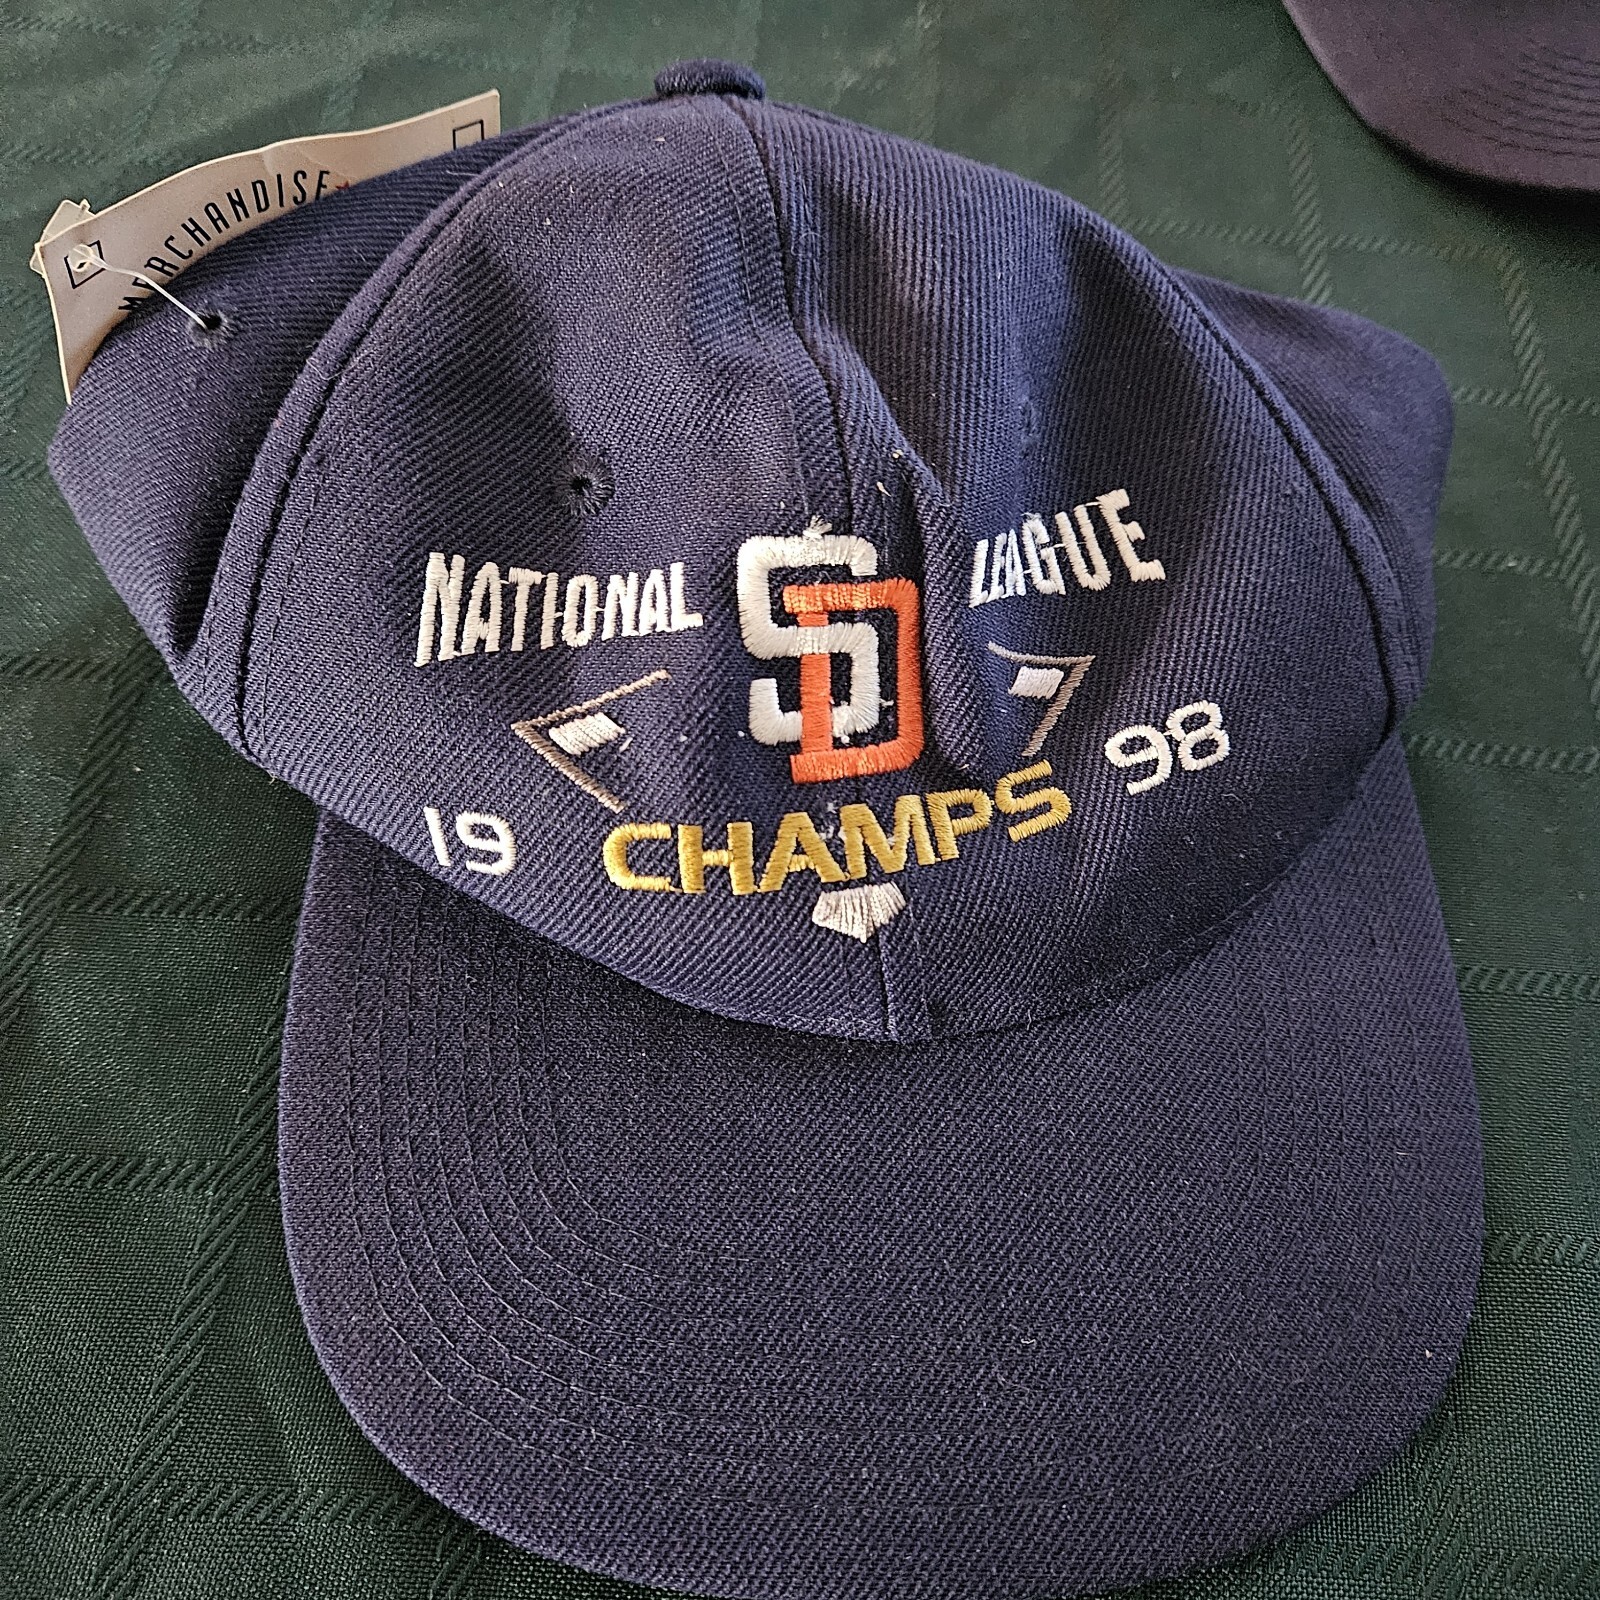 MERCHANDISE
NATIONAL SD LEAGUE
19 CHAMPS 98